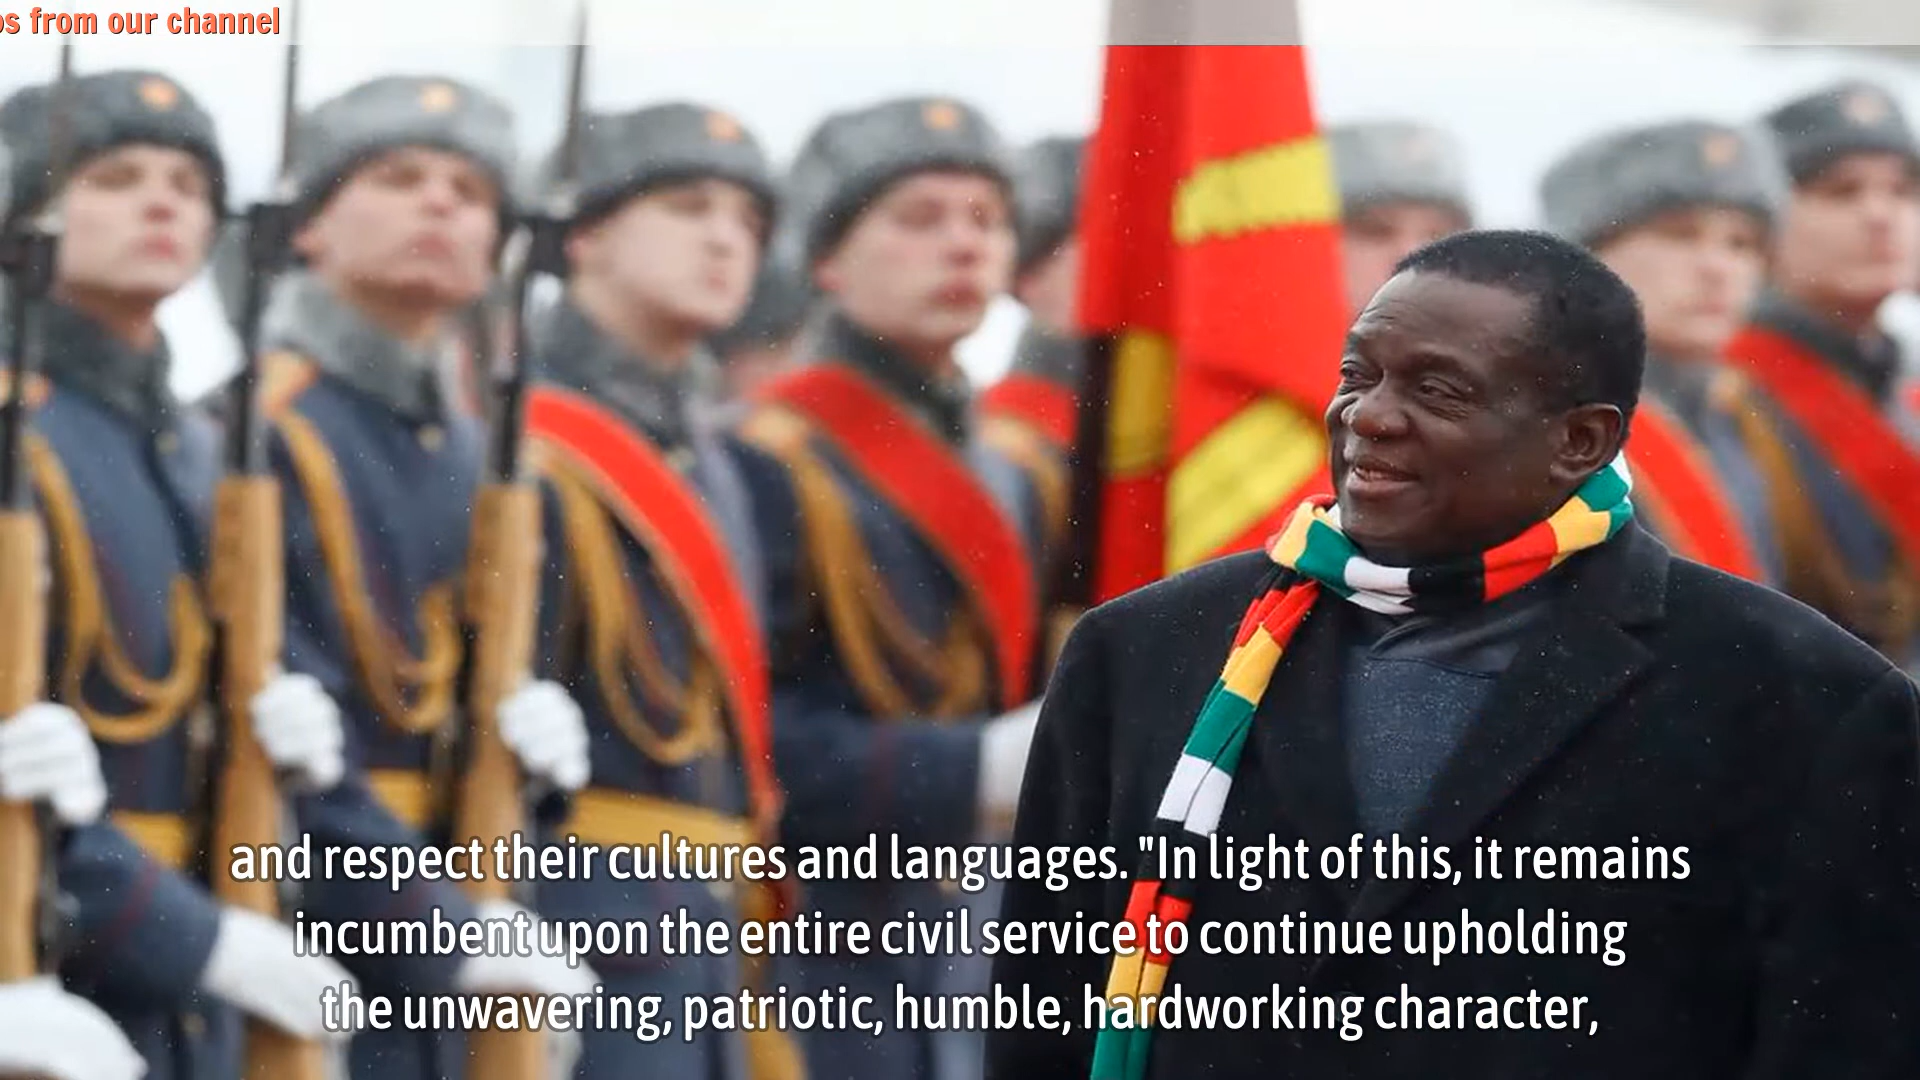 from our channel
and respect their cultures and languages. "In light of this, it remains
incumbent upon the entire civil service to continue upholding
the unwavering, patriotic, humble, hardworking character,